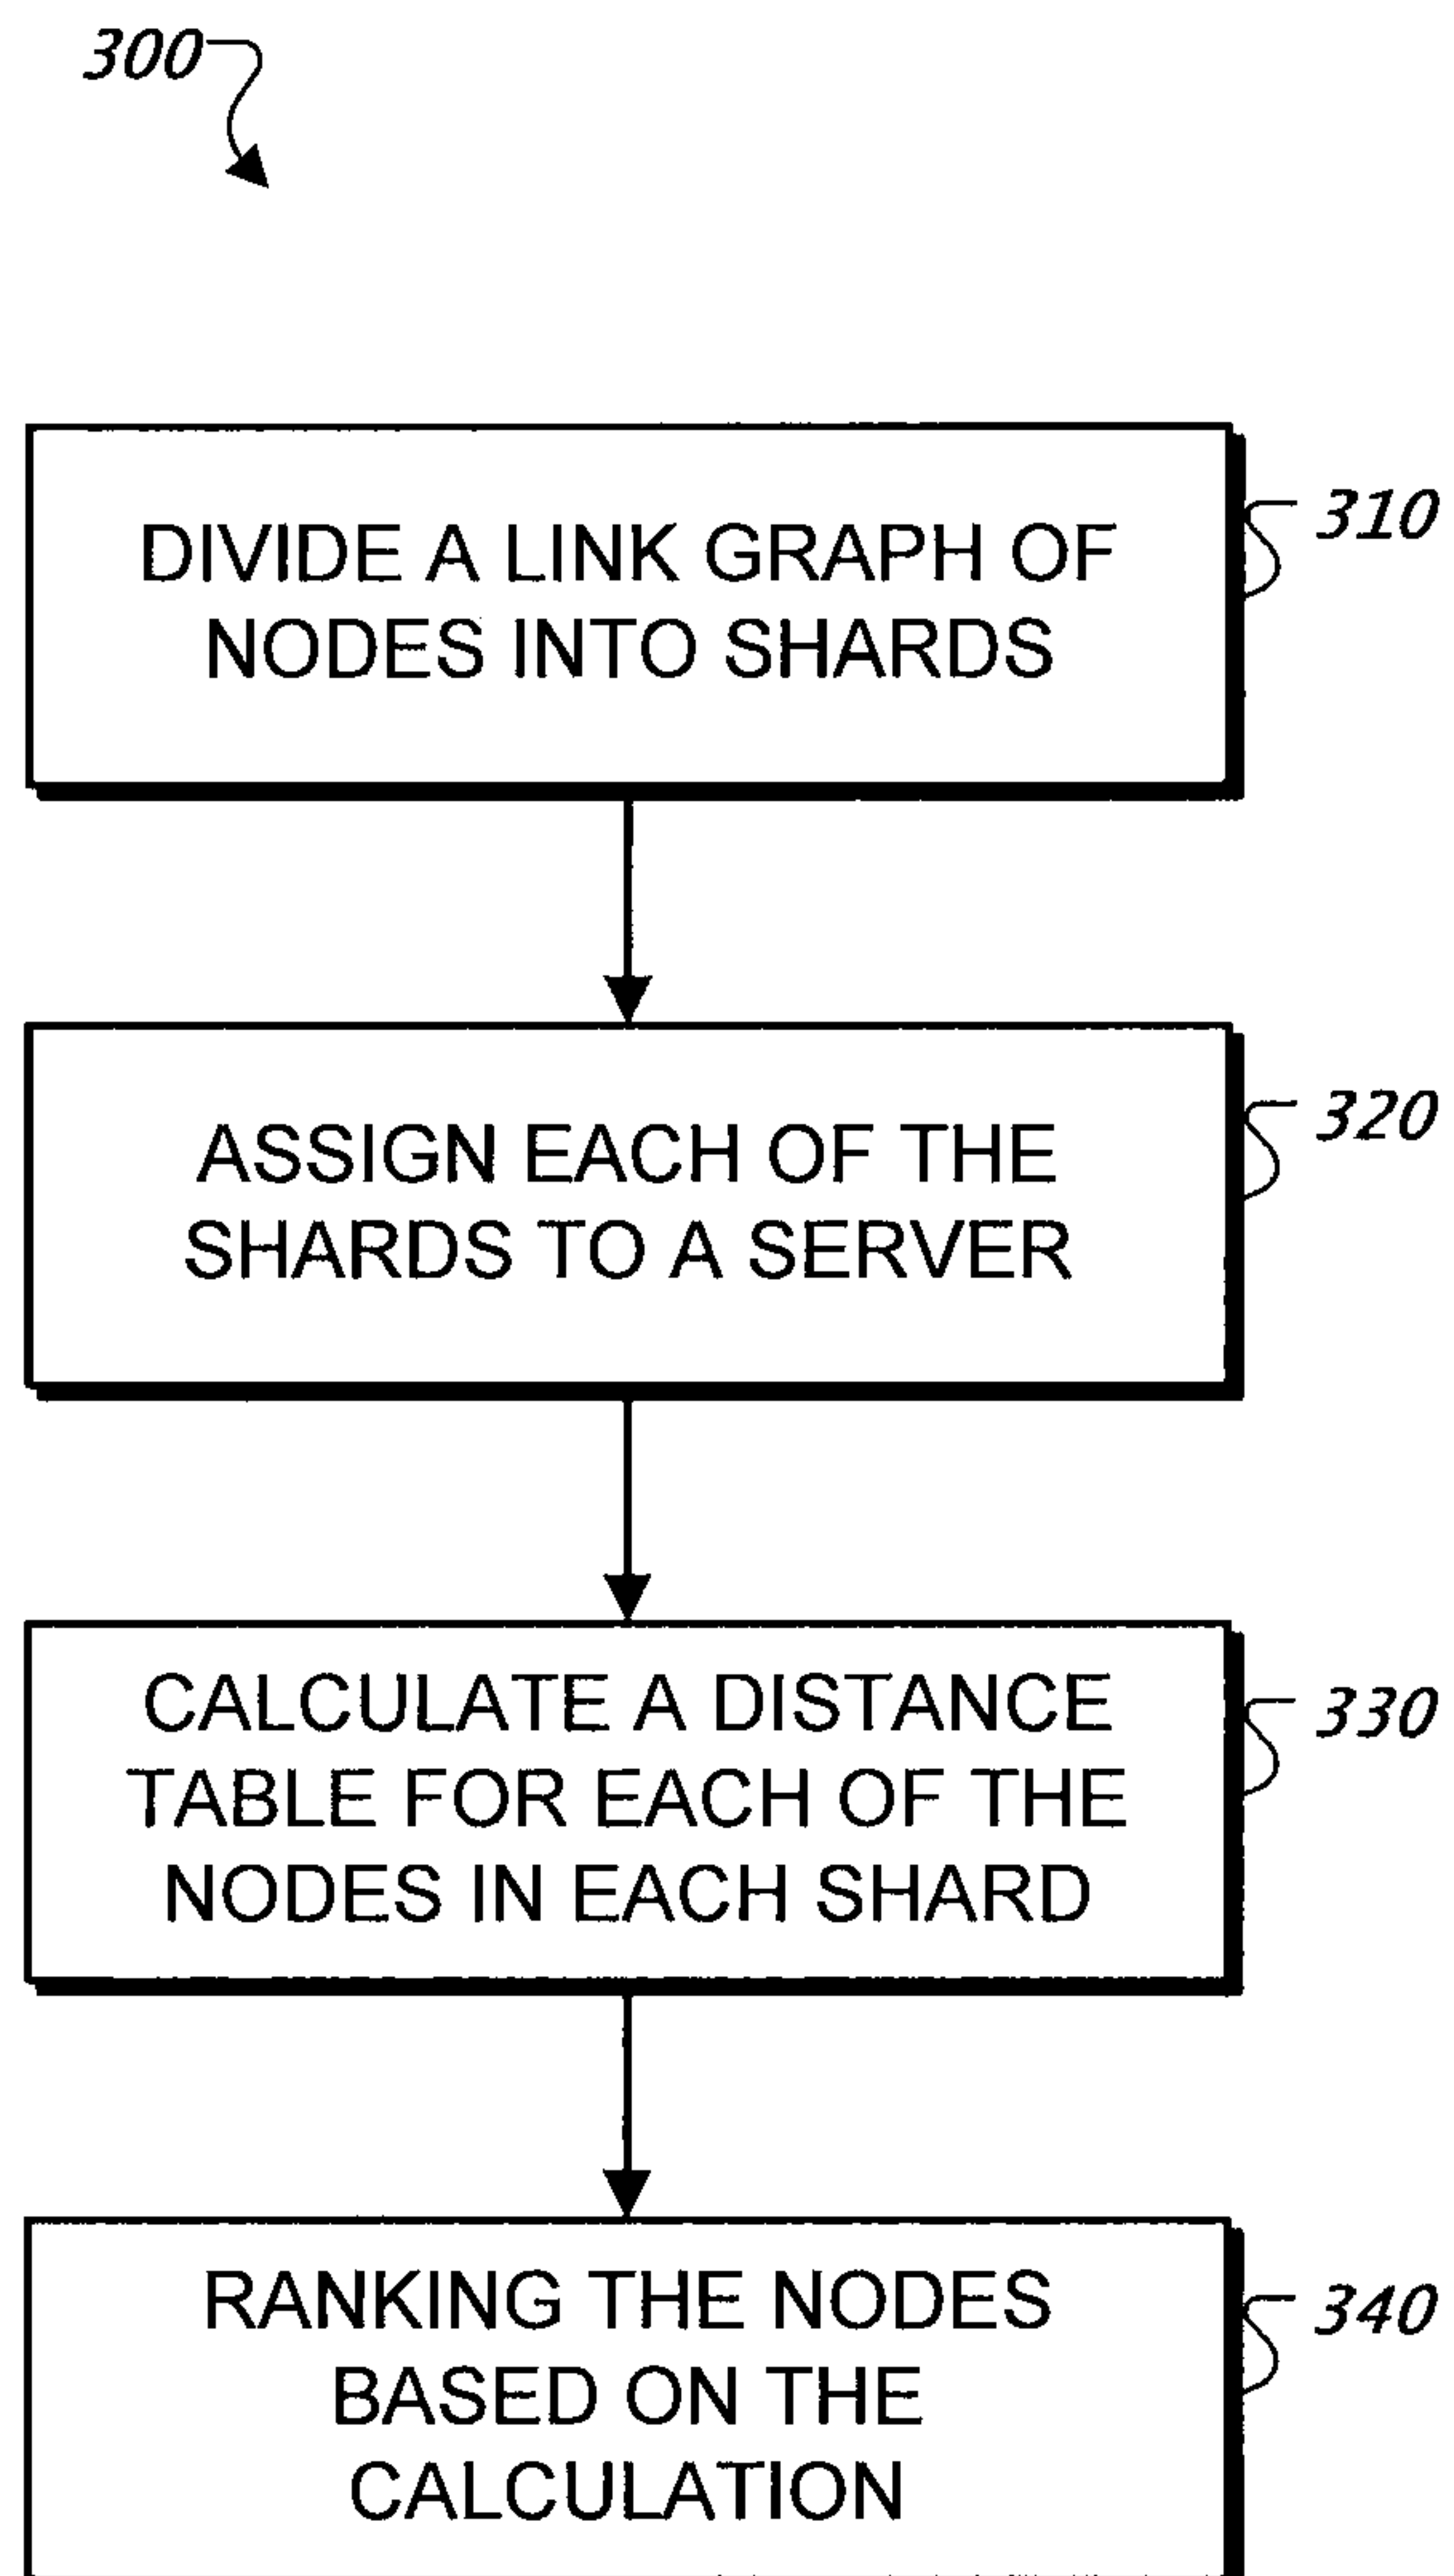 300
DIVIDE A LINK GRAPH OF
NODES INTO SHARDS
310
ASSIGN EACH OF THE
SHARDS TO A SERVER
320
CALCULATE A DISTANCE
TABLE FOR EACH OF THE
NODES IN EACH SHARD
330
RANKING THE NODES
BASED ON THE
CALCULATION
340